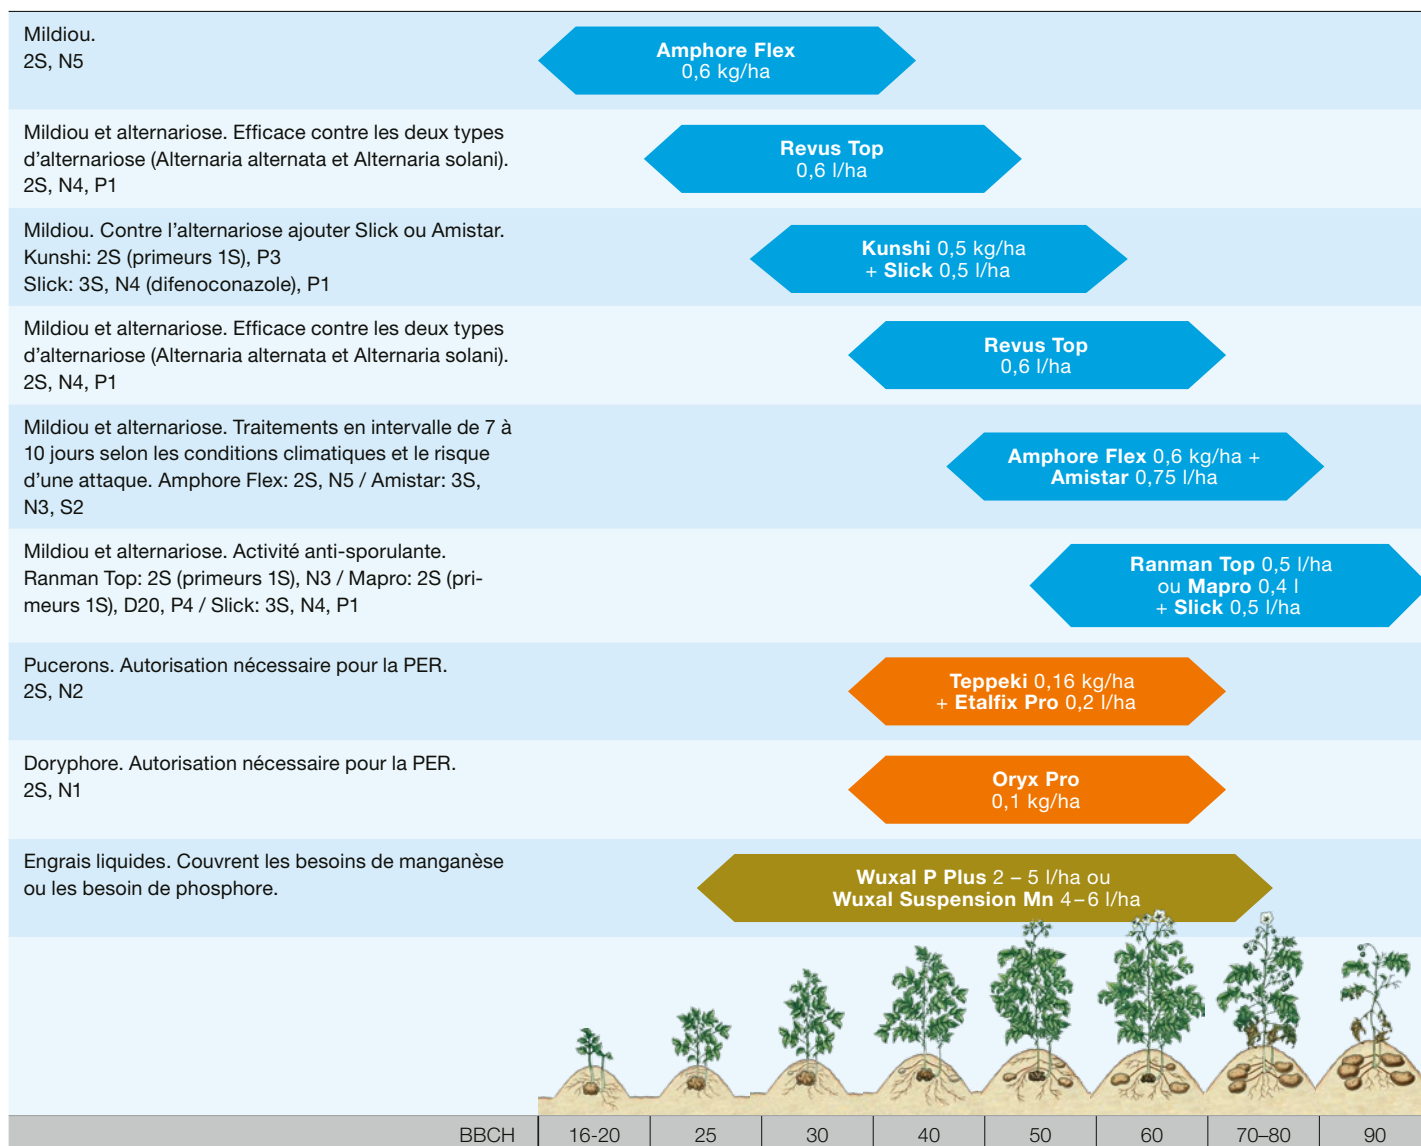 Mildiou.
2S, N5
Amphore Flex
0,6 kg/ha
Mildiou et alternariose. Efficace contre les deux types
d’alternariose (Alternaria alternata et Alternaria solani).
2S, N4, P1
Revus Top
0,6 l/ha
Mildiou. Contre l’alternariose ajouter Slick ou Amistar.
Kunshi: 2S (primeurs 1S), P3
Slick: 3S, N4 (difenoconazole), P1
Kunshi 0,5 kg/ha
+ Slick 0,5 l/ha
Mildiou et alternariose. Efficace contre les deux types
d’alternariose (Alternaria alternata et Alternaria solani).
2S, N4, P1
Revus Top
0,6 l/ha
Mildiou et alternariose. Traitements en intervalle de 7 à
10 jours selon les conditions climatiques et le risque
d’une attaque. Amphore Flex: 2S, N5 / Amistar: 3S,
N3, S2
Amphore Flex 0,6 kg/ha +
Amistar 0,75 l/ha
Mildiou et alternariose. Activité anti-sporulante.
Ranman Top: 2S (primeurs 1S), N3 / Mapro: 2S (pri-
meurs 1S), D20, P4 / Slick: 3S, N4, P1
Ranman Top 0,5 l/ha
ou Mapro 0,4 l
+ Slick 0,5 l/ha
Pucerons. Autorisation nécessaire pour la PER.
2S, N2
Teppeki 0,16 kg/ha
+ Etalfix Pro 0,2 l/ha
Doryphore. Autorisation nécessaire pour la PER.
2S, N1
Oryx Pro
0,1 kg/ha
Engrais liquides. Couvrent les besoins de manganèse
ou les besoin de phosphore.
Wuxal P Plus 2 – 5 l/ha ou
Wuxal Suspension Mn 4–6 l/ha
BBCH 16-20 25 30 40 50 60 70–80 90